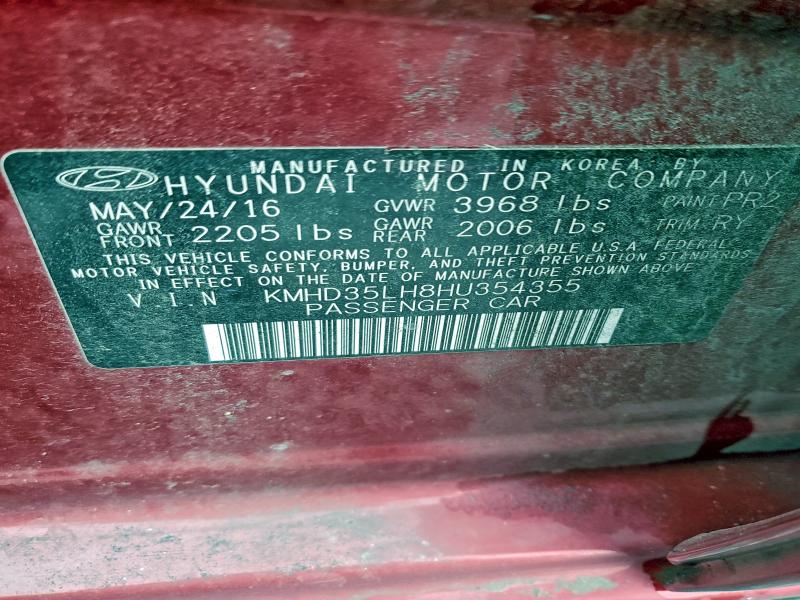 MANUFACTURED IN KOREA BY
HYUNDAI MOTOR COMPANY
MAY/24/16 GVWR 3968 lbs PAINT PR2
GAWR FRONT 2205 lbs GAWR REAR 2006 lbs TRIM RY
THIS VEHICLE CONFORMS TO ALL APPLICABLE U.S.A. FEDERAL
MOTOR VEHICLE SAFETY, BUMPER, AND THEFT PREVENTION STANDARDS
IN EFFECT ON THE DATE OF MANUFACTURE SHOWN ABOVE
V I N KMHD35LH8HU354355
PASSENGER CAR